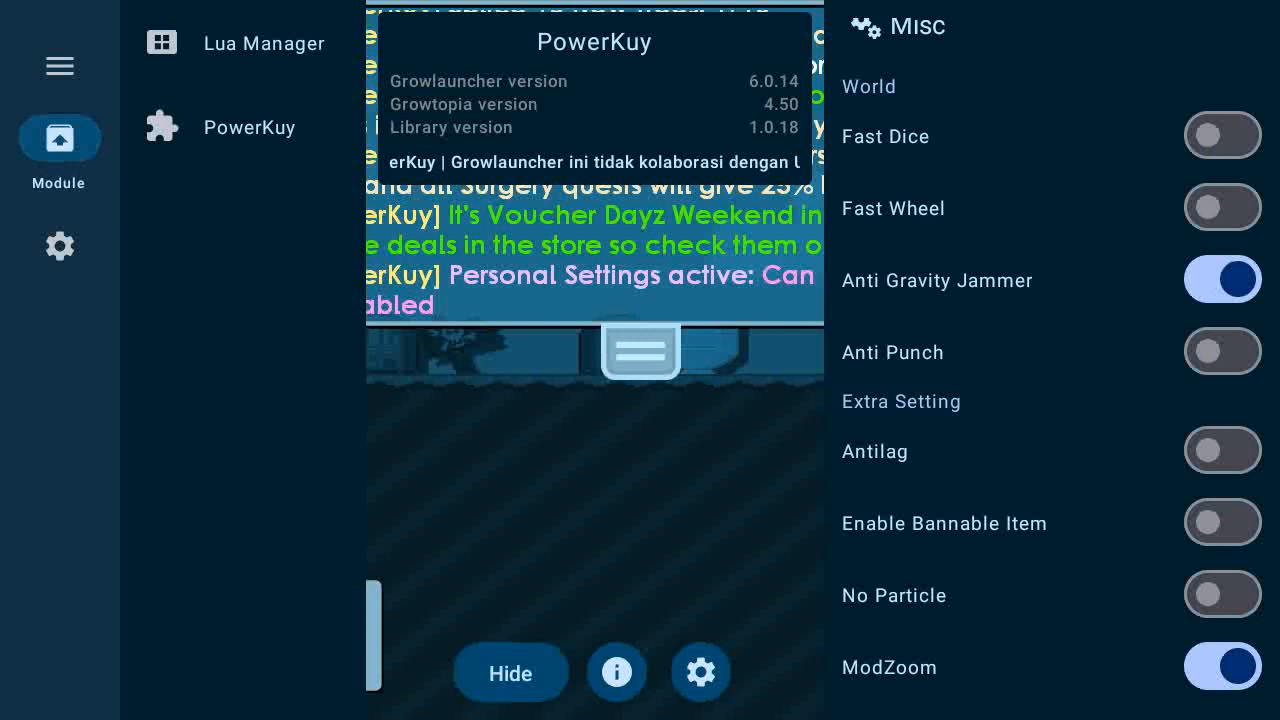 Module
Lua Manager
PowerKuy
PowerKuy
Growlauncher version 6.0.14
Growtopia version 4.50
Library version 1.0.18
erKuy | Growlauncher ini tidak kolaborasi dengan
and all Surgery quests will give 25%
erKuy] It's Voucher Dayz Weekend in
e deals in the store so check them o
erKuy] Personal Settings active: Can
abled
Hide
Misc
World
Fast Dice
Fast Wheel
Anti Gravity Jammer
Anti Punch
Extra Setting
Antilag
Enable Bannable Item
No Particle
ModZoom